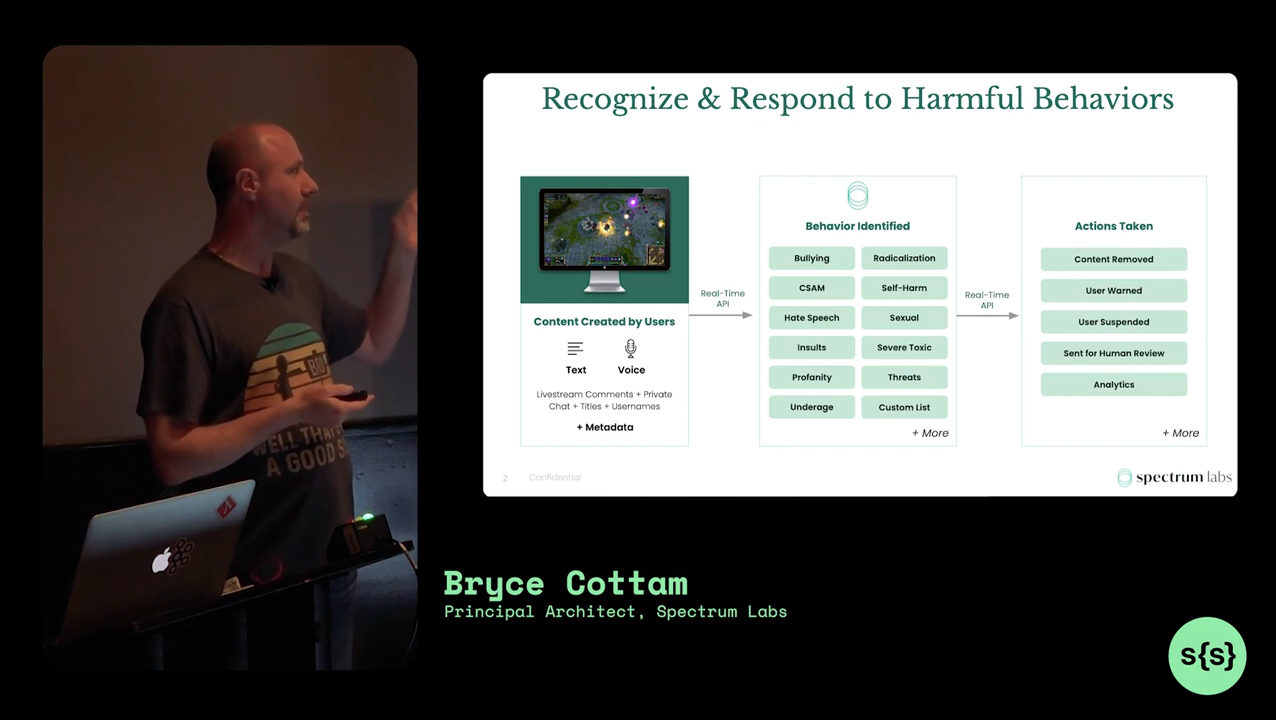 Recognize & Respond to Harmful Behaviors
Content Created by Users
Text
Voice
Livestream Comments + Private
Chat + Titles + Usernames
+ Metadata
Real-Time
API
Behavior Identified
Bullying
Radicalization
CSAM
Self-Harm
Hate Speech
Sexual
Insults
Severe Toxic
Profanity
Threats
Underage
Custom List
+ More
Real-Time
API
Actions Taken
Content Removed
User Warned
User Suspended
Sent for Human Review
Analytics
+ More
2
Confidential
spectrum labs
WELL THAT
A GOOD
Bryce Cottam
Principal Architect, Spectrum Labs
s{s}